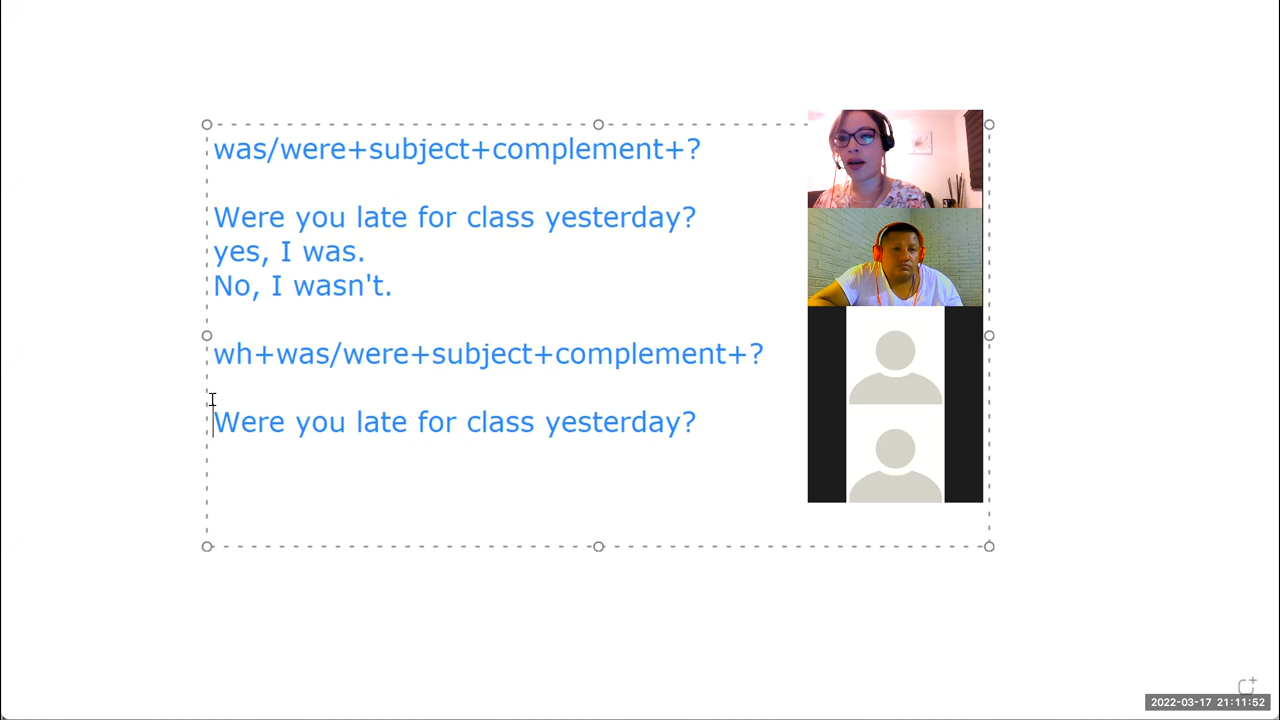 was/were+subject+complement+?
Were you late for class yesterday?
yes, I was.
No, I wasn't.
wh+was/were+subject+complement+?
Were you late for class yesterday?
2022-03-17 21:11:52